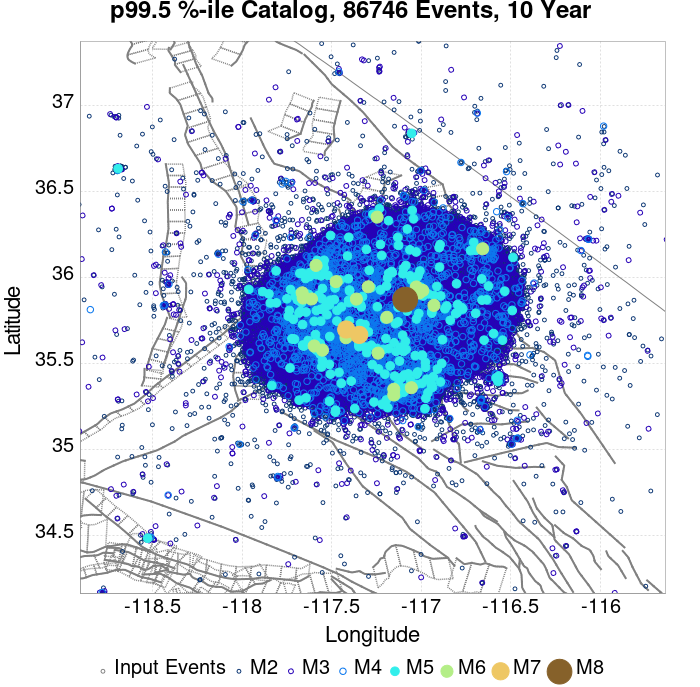 p99.5 %-ile Catalog, 86746 Events, 10 Year
37
36.5
36
35.5
35
34.5
Latitude
-118.5 -118 -117.5 -117 -116.5 -116
Longitude
Input Events M2 M3 M4 M5 M6 M7 M8